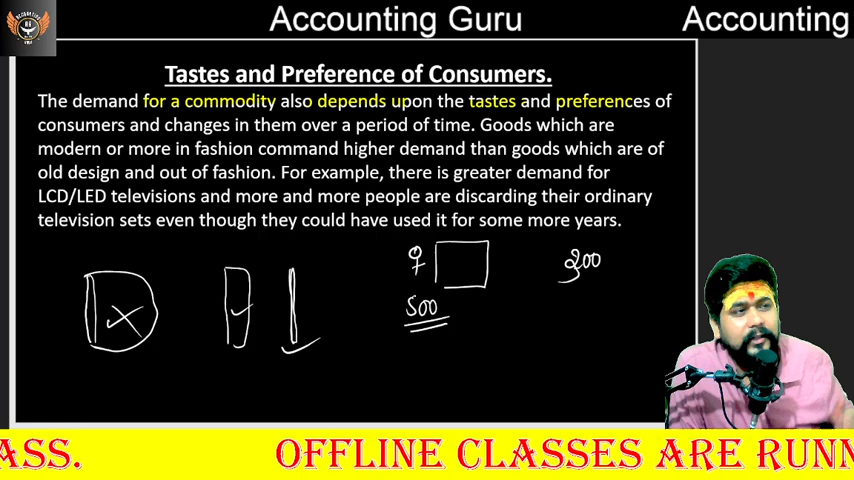 Accounting Guru
Accounting
Tastes and Preference of Consumers.
The demand for a commodity also depends upon the tastes and preferences of
consumers and changes in them over a period of time. Goods which are
modern or more in fashion command higher demand than goods which are of
old design and out of fashion. For example, there is greater demand for
LCD/LED televisions and more and more people are discarding their ordinary
television sets even though they could have used it for some more years.
500
ASS.
OFFLINE CLASSES ARE RUNN